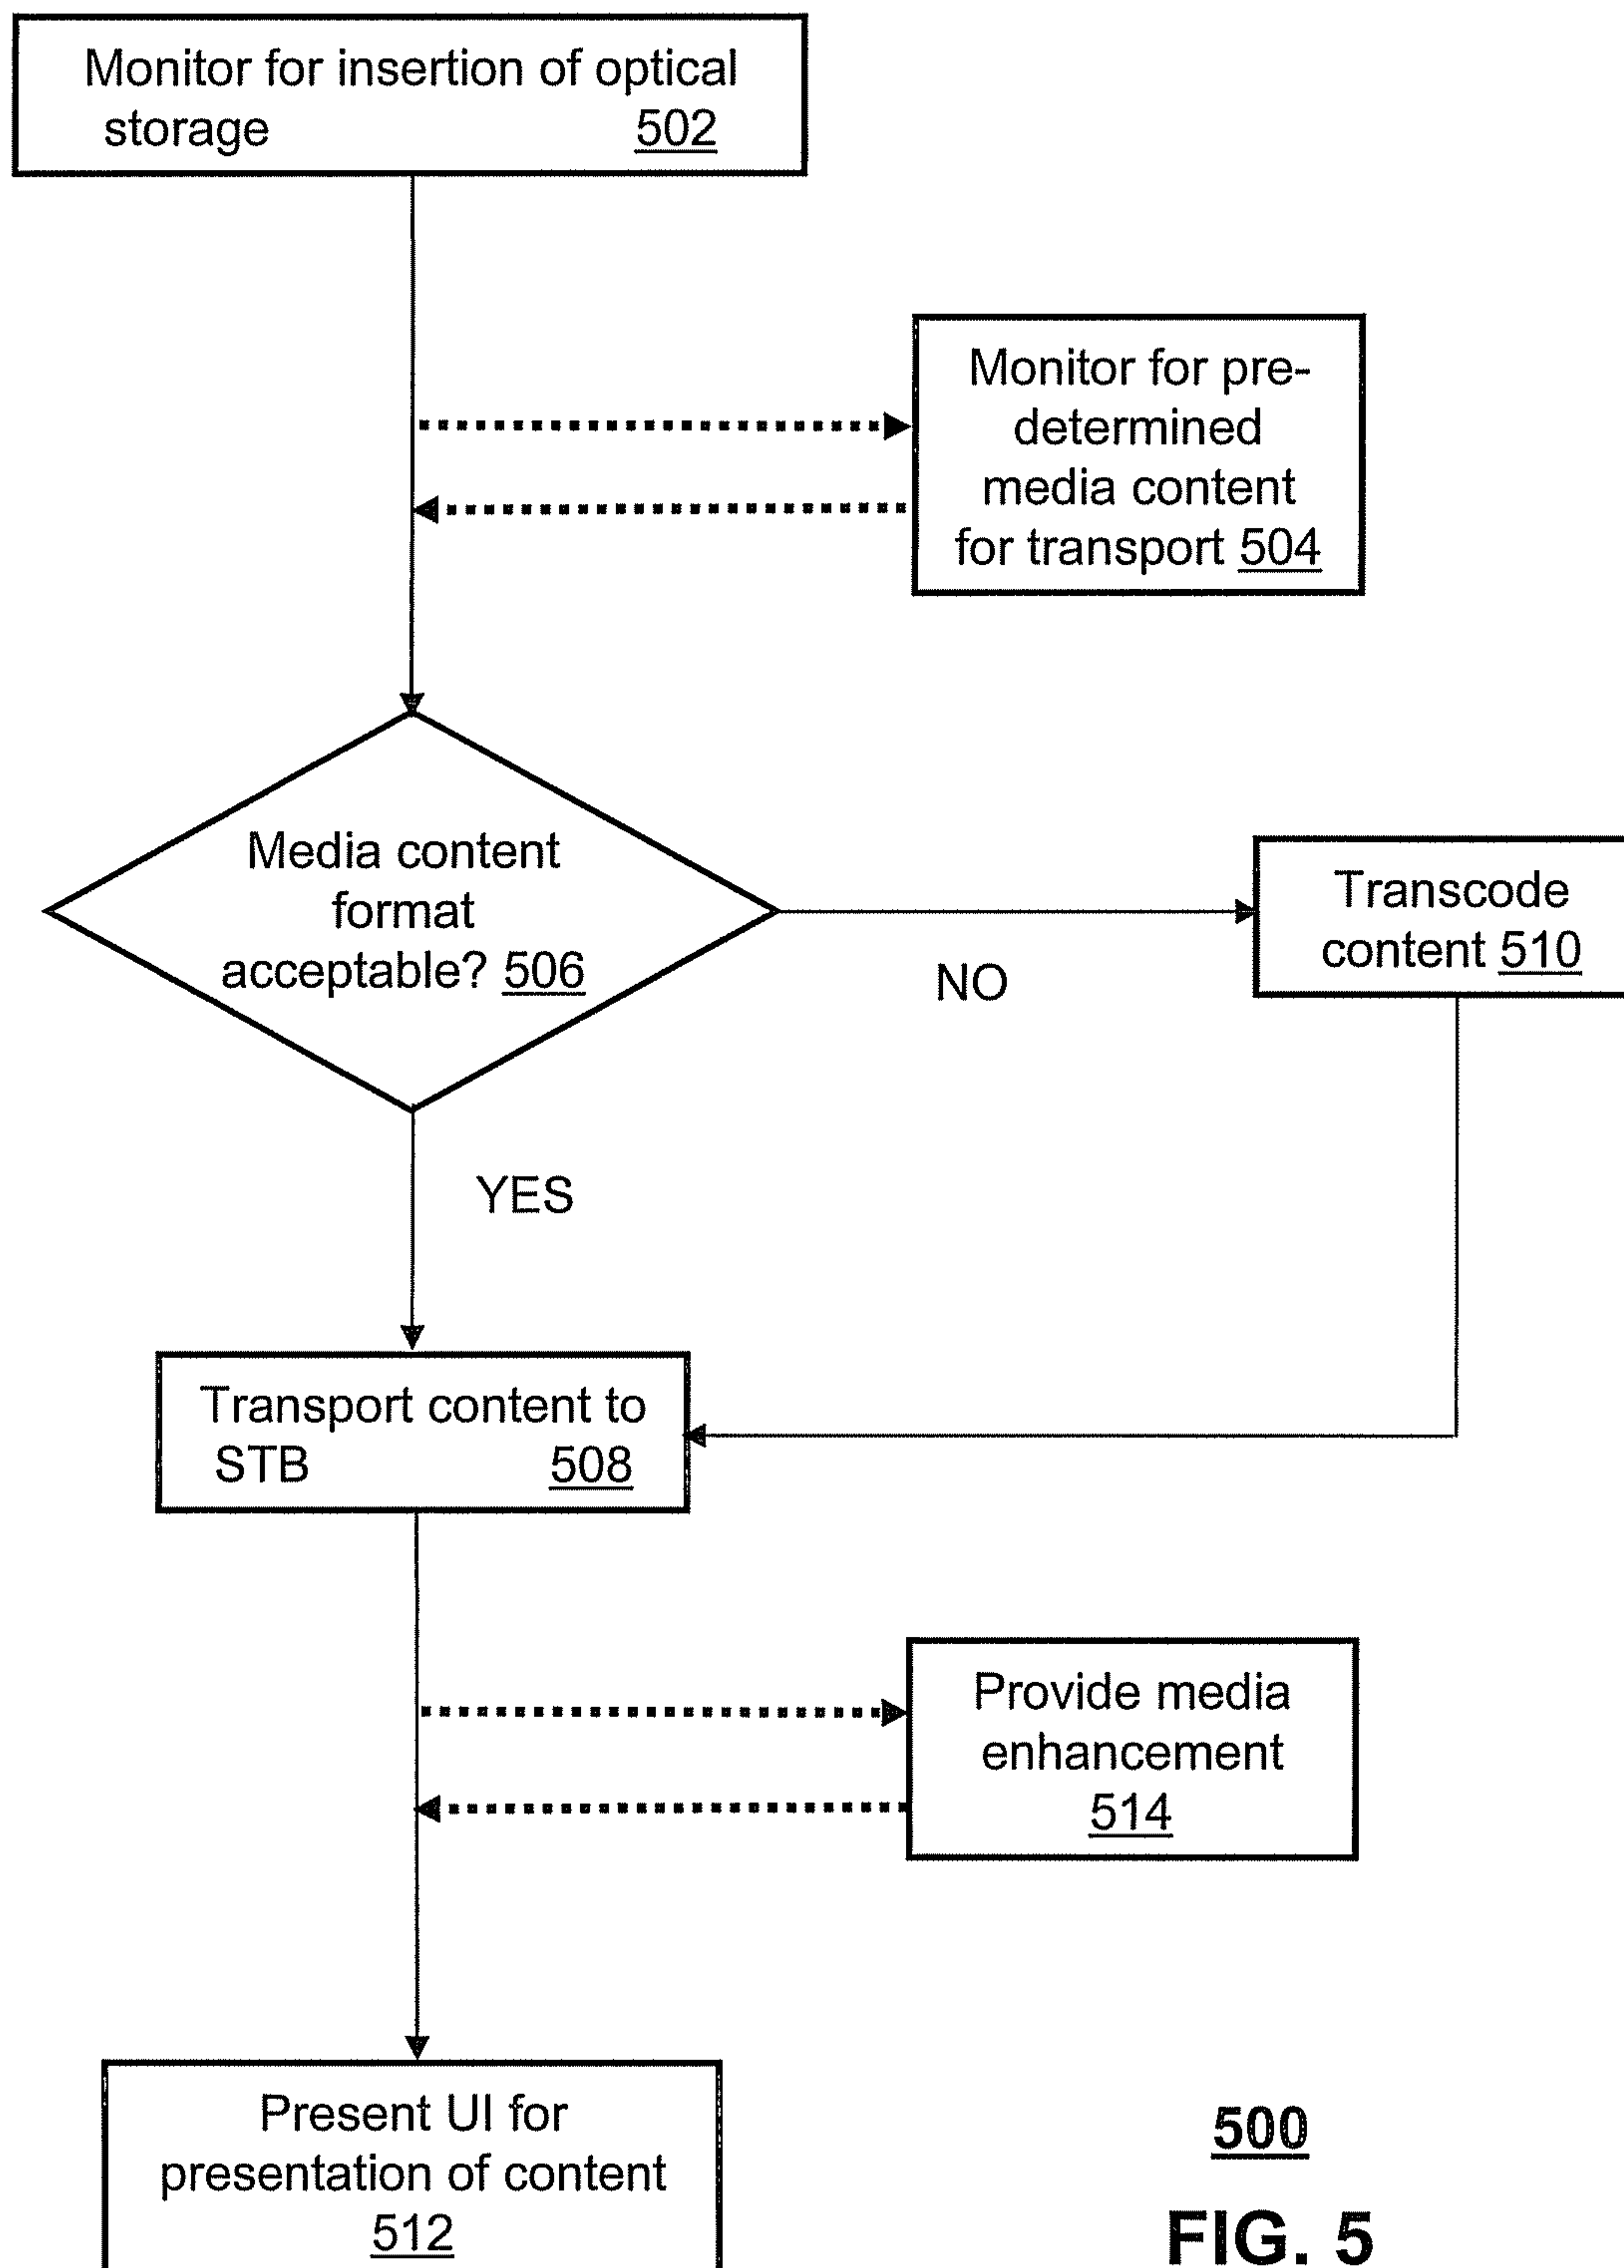 Monitor for insertion of optical
storage 502
Monitor for pre-
determined
media content
for transport 504
Media content
format
acceptable? 506
NO
Transcode
content 510
YES
Transport content to
STB 508
Provide media
enhancement
514
Present UI for
presentation of content
512
500
FIG. 5